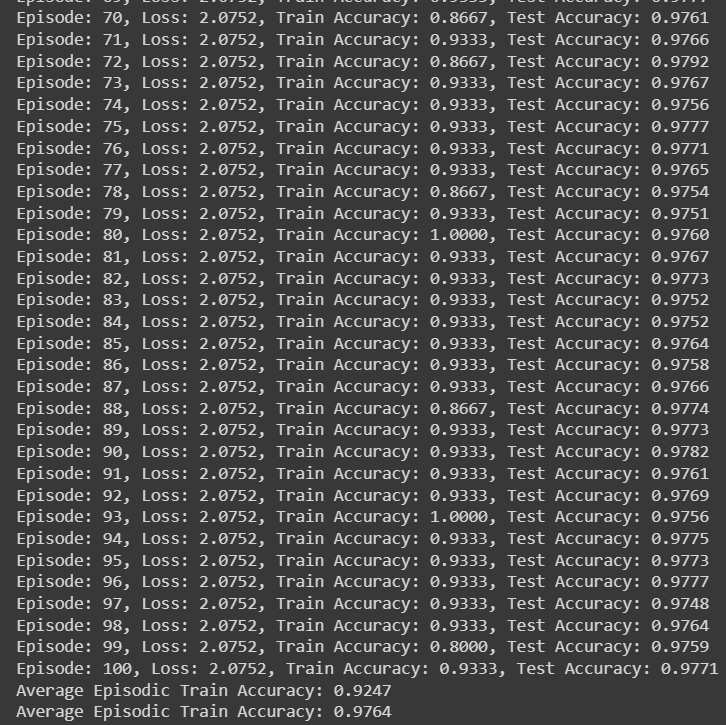 Episode: 69, Loss: 2.0752, Train Accuracy: 0.9333, Test Accuracy: 0.9777
Episode: 70, Loss: 2.0752, Train Accuracy: 0.8667, Test Accuracy: 0.9761
Episode: 71, Loss: 2.0752, Train Accuracy: 0.9333, Test Accuracy: 0.9766
Episode: 72, Loss: 2.0752, Train Accuracy: 0.8667, Test Accuracy: 0.9792
Episode: 73, Loss: 2.0752, Train Accuracy: 0.9333, Test Accuracy: 0.9767
Episode: 74, Loss: 2.0752, Train Accuracy: 0.9333, Test Accuracy: 0.9756
Episode: 75, Loss: 2.0752, Train Accuracy: 0.9333, Test Accuracy: 0.9777
Episode: 76, Loss: 2.0752, Train Accuracy: 0.9333, Test Accuracy: 0.9771
Episode: 77, Loss: 2.0752, Train Accuracy: 0.9333, Test Accuracy: 0.9765
Episode: 78, Loss: 2.0752, Train Accuracy: 0.8667, Test Accuracy: 0.9754
Episode: 79, Loss: 2.0752, Train Accuracy: 0.9333, Test Accuracy: 0.9751
Episode: 80, Loss: 2.0752, Train Accuracy: 1.0000, Test Accuracy: 0.9760
Episode: 81, Loss: 2.0752, Train Accuracy: 0.9333, Test Accuracy: 0.9767
Episode: 82, Loss: 2.0752, Train Accuracy: 0.9333, Test Accuracy: 0.9773
Episode: 83, Loss: 2.0752, Train Accuracy: 0.9333, Test Accuracy: 0.9752
Episode: 84, Loss: 2.0752, Train Accuracy: 0.9333, Test Accuracy: 0.9752
Episode: 85, Loss: 2.0752, Train Accuracy: 0.9333, Test Accuracy: 0.9764
Episode: 86, Loss: 2.0752, Train Accuracy: 0.9333, Test Accuracy: 0.9758
Episode: 87, Loss: 2.0752, Train Accuracy: 0.9333, Test Accuracy: 0.9766
Episode: 88, Loss: 2.0752, Train Accuracy: 0.8667, Test Accuracy: 0.9774
Episode: 89, Loss: 2.0752, Train Accuracy: 0.9333, Test Accuracy: 0.9773
Episode: 90, Loss: 2.0752, Train Accuracy: 0.9333, Test Accuracy: 0.9782
Episode: 91, Loss: 2.0752, Train Accuracy: 0.9333, Test Accuracy: 0.9761
Episode: 92, Loss: 2.0752, Train Accuracy: 0.9333, Test Accuracy: 0.9769
Episode: 93, Loss: 2.0752, Train Accuracy: 1.0000, Test Accuracy: 0.9756
Episode: 94, Loss: 2.0752, Train Accuracy: 0.9333, Test Accuracy: 0.9775
Episode: 95, Loss: 2.0752, Train Accuracy: 0.9333, Test Accuracy: 0.9773
Episode: 96, Loss: 2.0752, Train Accuracy: 0.9333, Test Accuracy: 0.9777
Episode: 97, Loss: 2.0752, Train Accuracy: 0.9333, Test Accuracy: 0.9748
Episode: 98, Loss: 2.0752, Train Accuracy: 0.9333, Test Accuracy: 0.9764
Episode: 99, Loss: 2.0752, Train Accuracy: 0.8000, Test Accuracy: 0.9759
Episode: 100, Loss: 2.0752, Train Accuracy: 0.9333, Test Accuracy: 0.9771
Average Episodic Train Accuracy: 0.9247
Average Episodic Train Accuracy: 0.9764